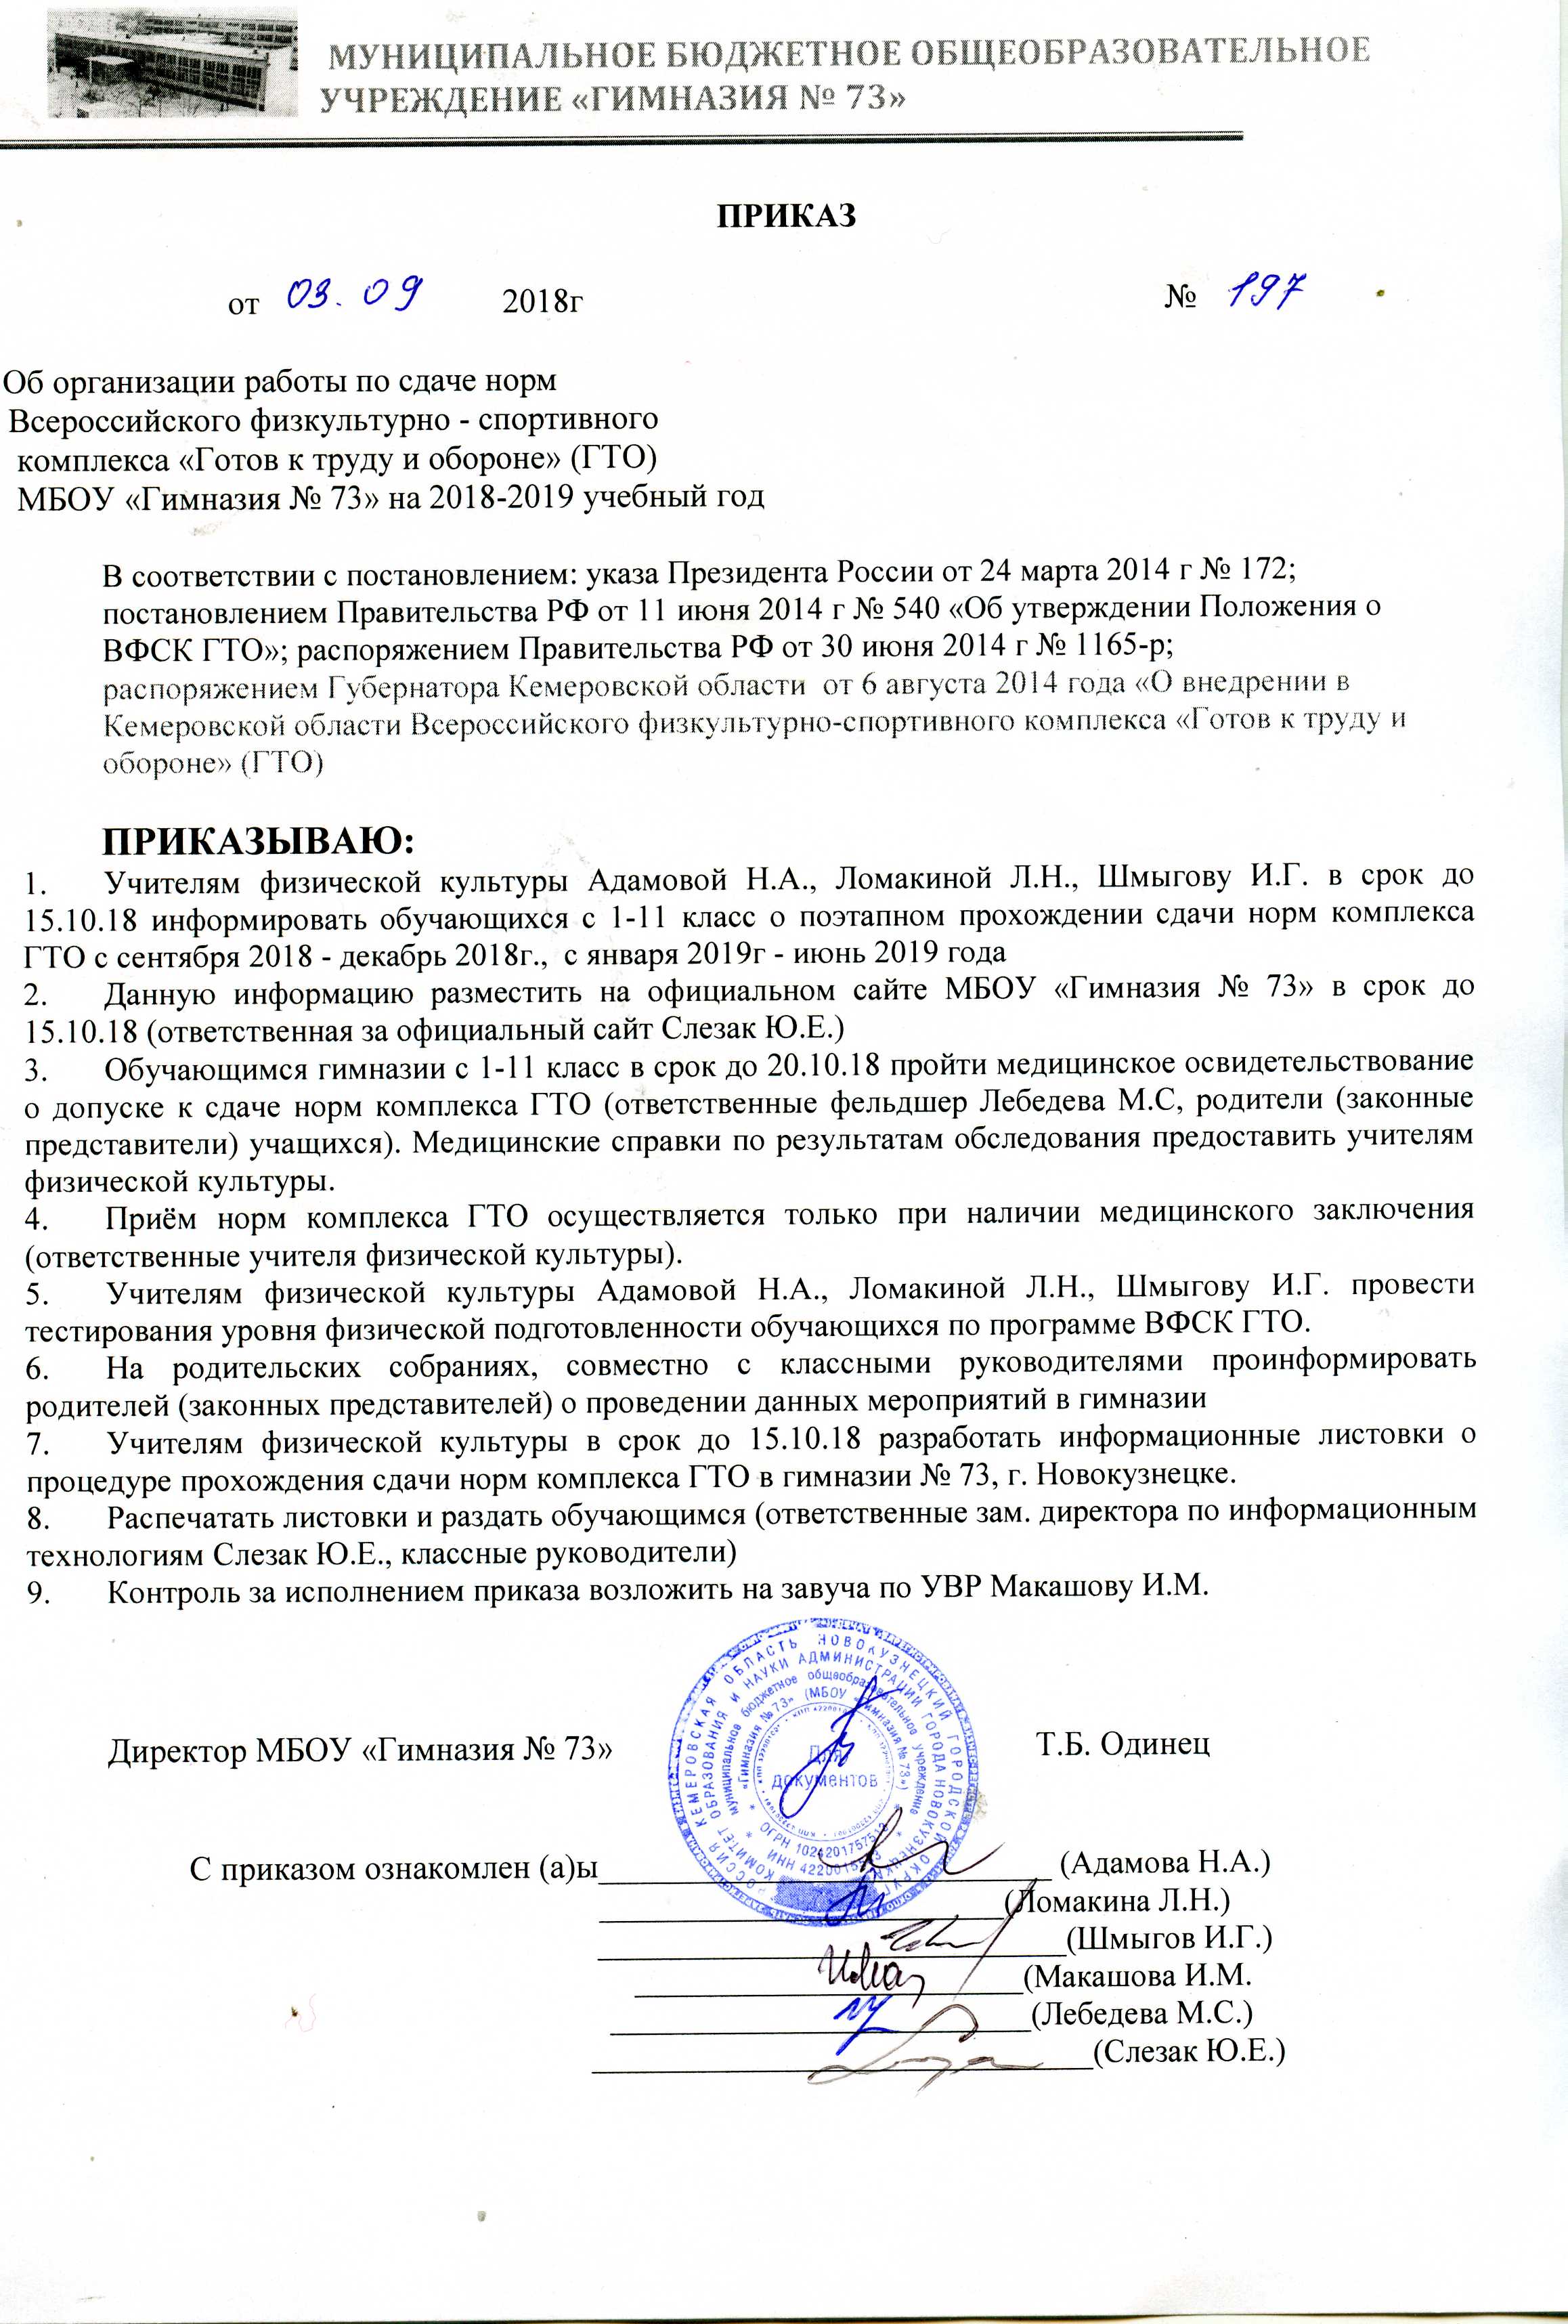 МУНИЦИПАЛЬНОЕ БЮДЖЕТНОЕ ОБЩЕОБРАЗОВАТЕЛЬНОЕ
УЧРЕЖДЕНИЕ «ГИМНАЗИЯ № 73»
ПРИКАЗ
от 03.09 2018г № 197
Об организации работы по сдаче норм
Всероссийского физкультурно - спортивного
комплекса «Готов к труду и обороне» (ГТО)
МБОУ «Гимназия № 73» на 2018-2019 учебный год
В соответствии с постановлением: указа Президента России от 24 марта 2014 г № 172;
постановлением Правительства РФ от 11 июня 2014 г № 540 «Об утверждении Положения о
ВФСК ГТО»; распоряжением Правительства РФ от 30 июня 2014 г № 1165-р;
распоряжением Губернатора Кемеровской области от 6 августа 2014 года «О внедрении в
Кемеровской области Всероссийского физкультурно-спортивного комплекса «Готов к труду и
обороне» (ГТО)
ПРИКАЗЫВАЮ:
1. Учителям физической культуры Адамовой Н.А., Ломакиной Л.Н., Шмыгову И.Г. в срок до
15.10.18 информировать обучающихся с 1-11 класс о поэтапном прохождении сдачи норм комплекса
ГТО с сентября 2018 - декабрь 2018г., с января 2019г - июнь 2019 года
2. Данную информацию разместить на официальном сайте МБОУ «Гимназия № 73» в срок до
15.10.18 (ответственная за официальный сайт Слезак Ю.Е.)
3. Обучающимся гимназии с 1-11 класс в срок до 20.10.18 пройти медицинское освидетельствование
о допуске к сдаче норм комплекса ГТО (ответственные фельдшер Лебедева М.С, родители (законные
представители) учащихся). Медицинские справки по результатам обследования предоставить учителям
физической культуры.
4. Приём норм комплекса ГТО осуществляется только при наличии медицинского заключения
(ответственные учителя физической культуры).
5. Учителям физической культуры Адамовой Н.А., Ломакиной Л.Н., Шмыгову И.Г. провести
тестирования уровня физической подготовленности обучающихся по программе ВФСК ГТО.
6. На родительских собраниях, совместно с классными руководителями проинформировать
родителей (законных представителей) о проведении данных мероприятий в гимназии
7. Учителям физической культуры в срок до 15.10.18 разработать информационные листовки о
процедуре прохождения сдачи норм комплекса ГТО в гимназии № 73, г. Новокузнецке.
8. Распечатать листовки и раздать обучающимся (ответственные зам. директора по информационным
технологиям Слезак Ю.Е., классные руководители)
9. Контроль за исполнением приказа возложить на завуча по УВР Макашову И.М.
Директор МБОУ «Гимназия № 73» Т.Б. Одинец
РОССИЯ КЕМЕРОВСКАЯ ОБЛАСТЬ НОВОКУЗНЕЦКИЙ ГОРОДСКОЙ ОКРУГ
КОМИТЕТ ОБРАЗОВАНИЯ И НАУКИ АДМИНИСТРАЦИИ ГОРОДА НОВОКУЗНЕЦКА
муниципальное бюджетное общеобразовательное учреждение
«Гимназия № 73» (МБОУ «Гимназия № 73»)
ОГРН 1024201757513
ИНН
Для
документов
С приказом ознакомлен (а)ы (Адамова Н.А.)
(Ломакина Л.Н.)
(Шмыгов И.Г.)
(Макашова И.М.
(Лебедева М.С.)
(Слезак Ю.Е.)